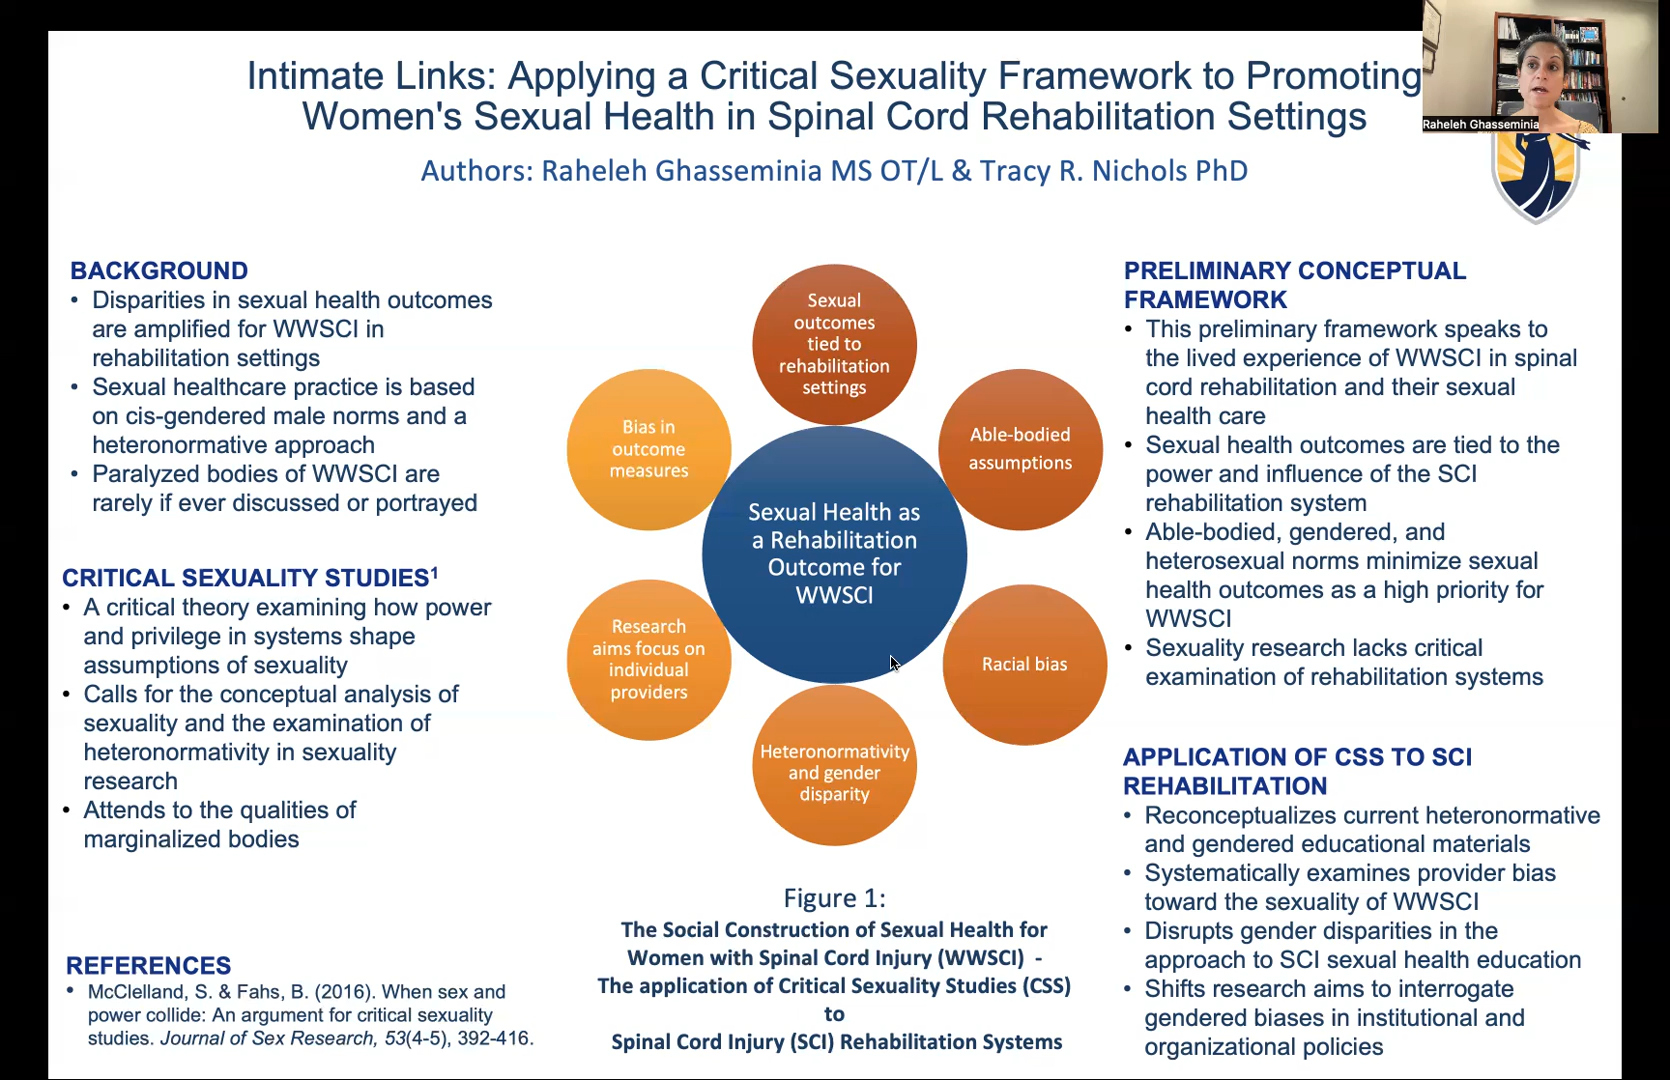 Intimate Links: Applying a Critical Sexuality Framework to Promoting
Women's Sexual Health in Spinal Cord Rehabilitation Settings
Authors: Raheleh Ghasseminia MS OT/L & Tracy R. Nichols PhD
Raheleh Ghasseminia
BACKGROUND
• Disparities in sexual health outcomes
are amplified for WWSCI in
rehabilitation settings
• Sexual healthcare practice is based
on cis-gendered male norms and a
heteronormative approach
• Paralyzed bodies of WWSCI are
rarely if ever discussed or portrayed
CRITICAL SEXUALITY STUDIES¹
• A critical theory examining how power
and privilege in systems shape
assumptions of sexuality
• Calls for the conceptual analysis of
sexuality and the examination of
heteronormativity in sexuality
research
• Attends to the qualities of
marginalized bodies
REFERENCES
• McClelland, S. & Fahs, B. (2016). When sex and
power collide: An argument for critical sexuality
studies. Journal of Sex Research, 53(4-5), 392-416.
Sexual
outcomes
tied to
rehabilitation
settings
Able-bodied
assumptions
Racial bias
Heteronormativity
and gender
disparity
Research
aims focus on
individual
providers
Bias in
outcome
measures
Sexual Health as
a Rehabilitation
Outcome for
WWSCI
Figure 1:
The Social Construction of Sexual Health for
Women with Spinal Cord Injury (WWSCI) -
The application of Critical Sexuality Studies (CSS)
to
Spinal Cord Injury (SCI) Rehabilitation Systems
PRELIMINARY CONCEPTUAL
FRAMEWORK
• This preliminary framework speaks to
the lived experience of WWSCI in spinal
cord rehabilitation and their sexual
health care
• Sexual health outcomes are tied to the
power and influence of the SCI
rehabilitation system
• Able-bodied, gendered, and
heterosexual norms minimize sexual
health outcomes as a high priority for
WWSCI
• Sexuality research lacks critical
examination of rehabilitation systems
APPLICATION OF CSS TO SCI
REHABILITATION
• Reconceptualizes current heteronormative
and gendered educational materials
• Systematically examines provider bias
toward the sexuality of WWSCI
• Disrupts gender disparities in the
approach to SCI sexual health education
• Shifts research aims to interrogate
gendered biases in institutional and
organizational policies